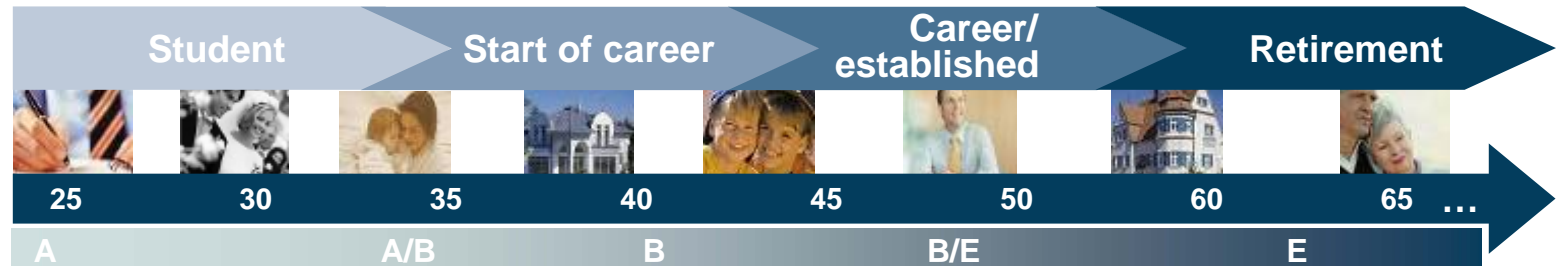 Student
Start of career
Career/
established
Retirement
25 30 35 40 45 50 60 65 ...
A A/B B B/E E